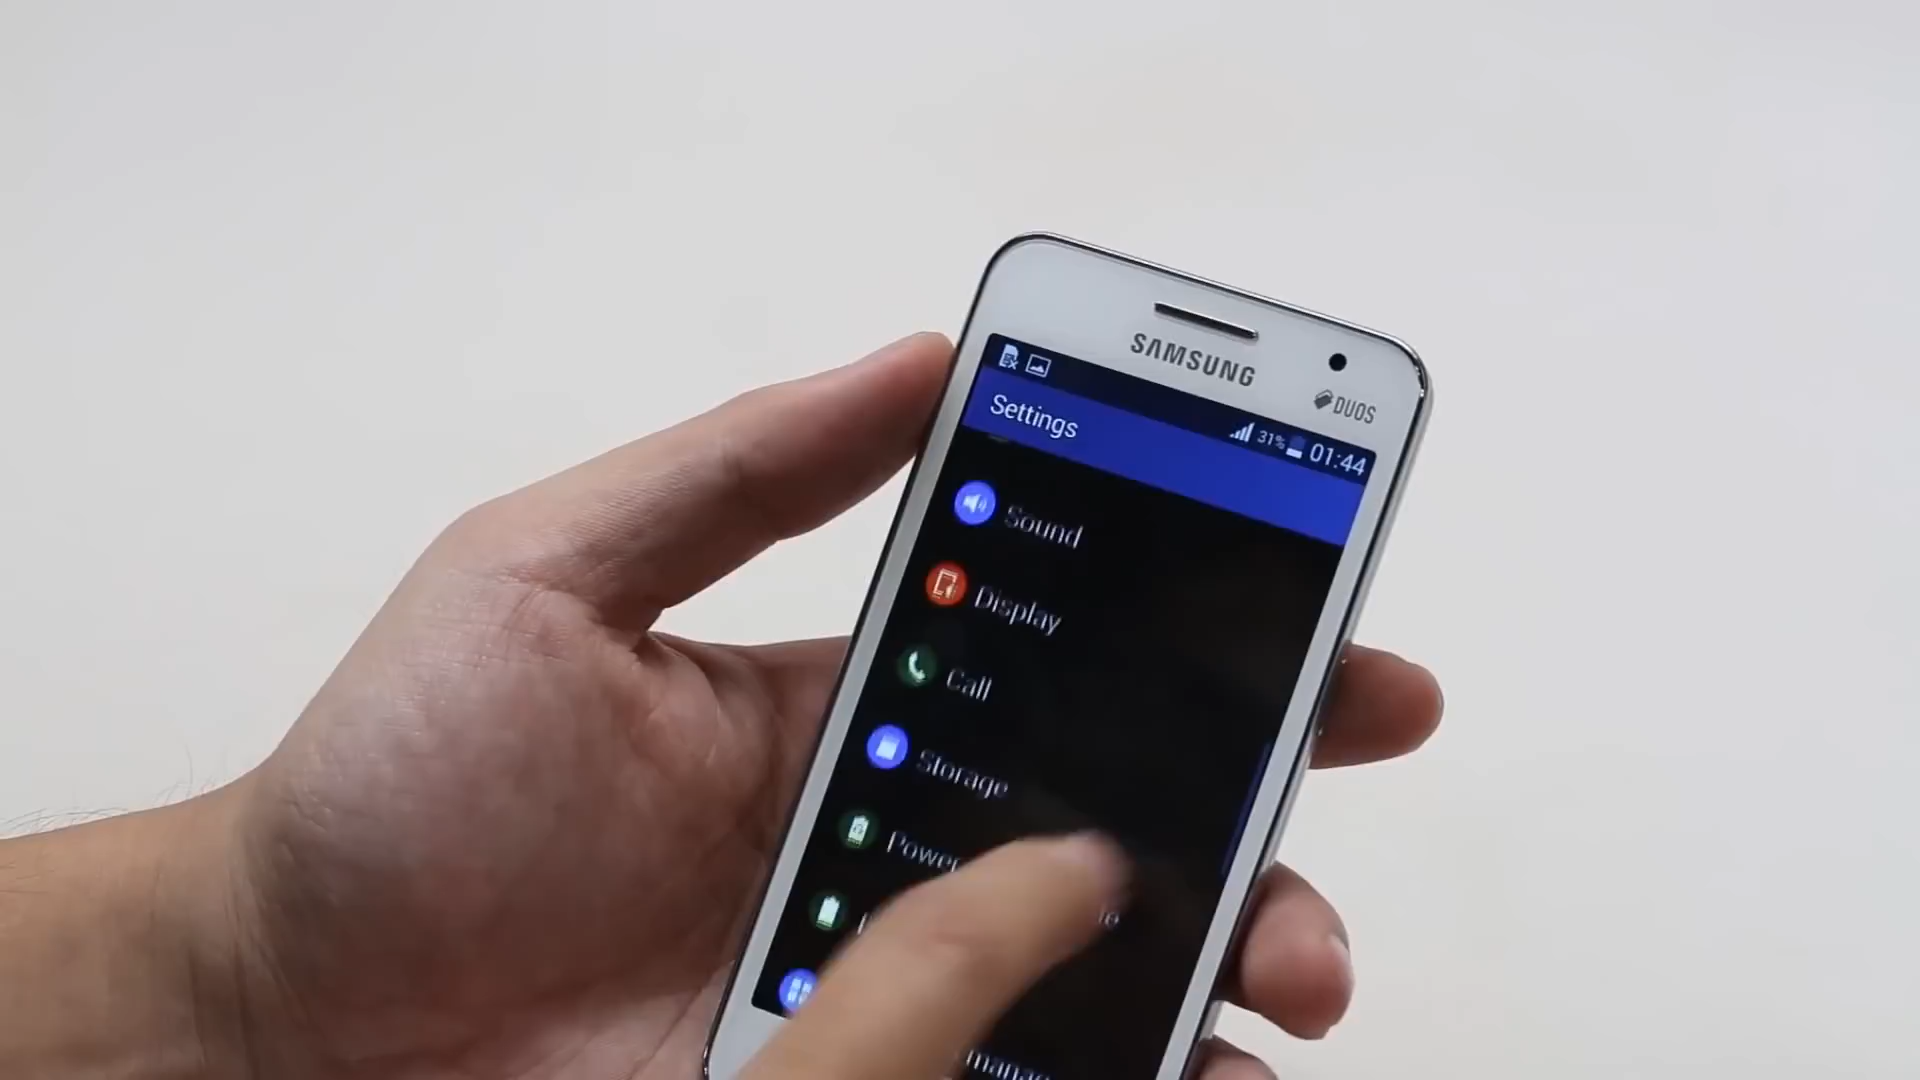 SAMSUNG
DUOS
31%
01:44
Settings
Sound
Display
Call
Storage